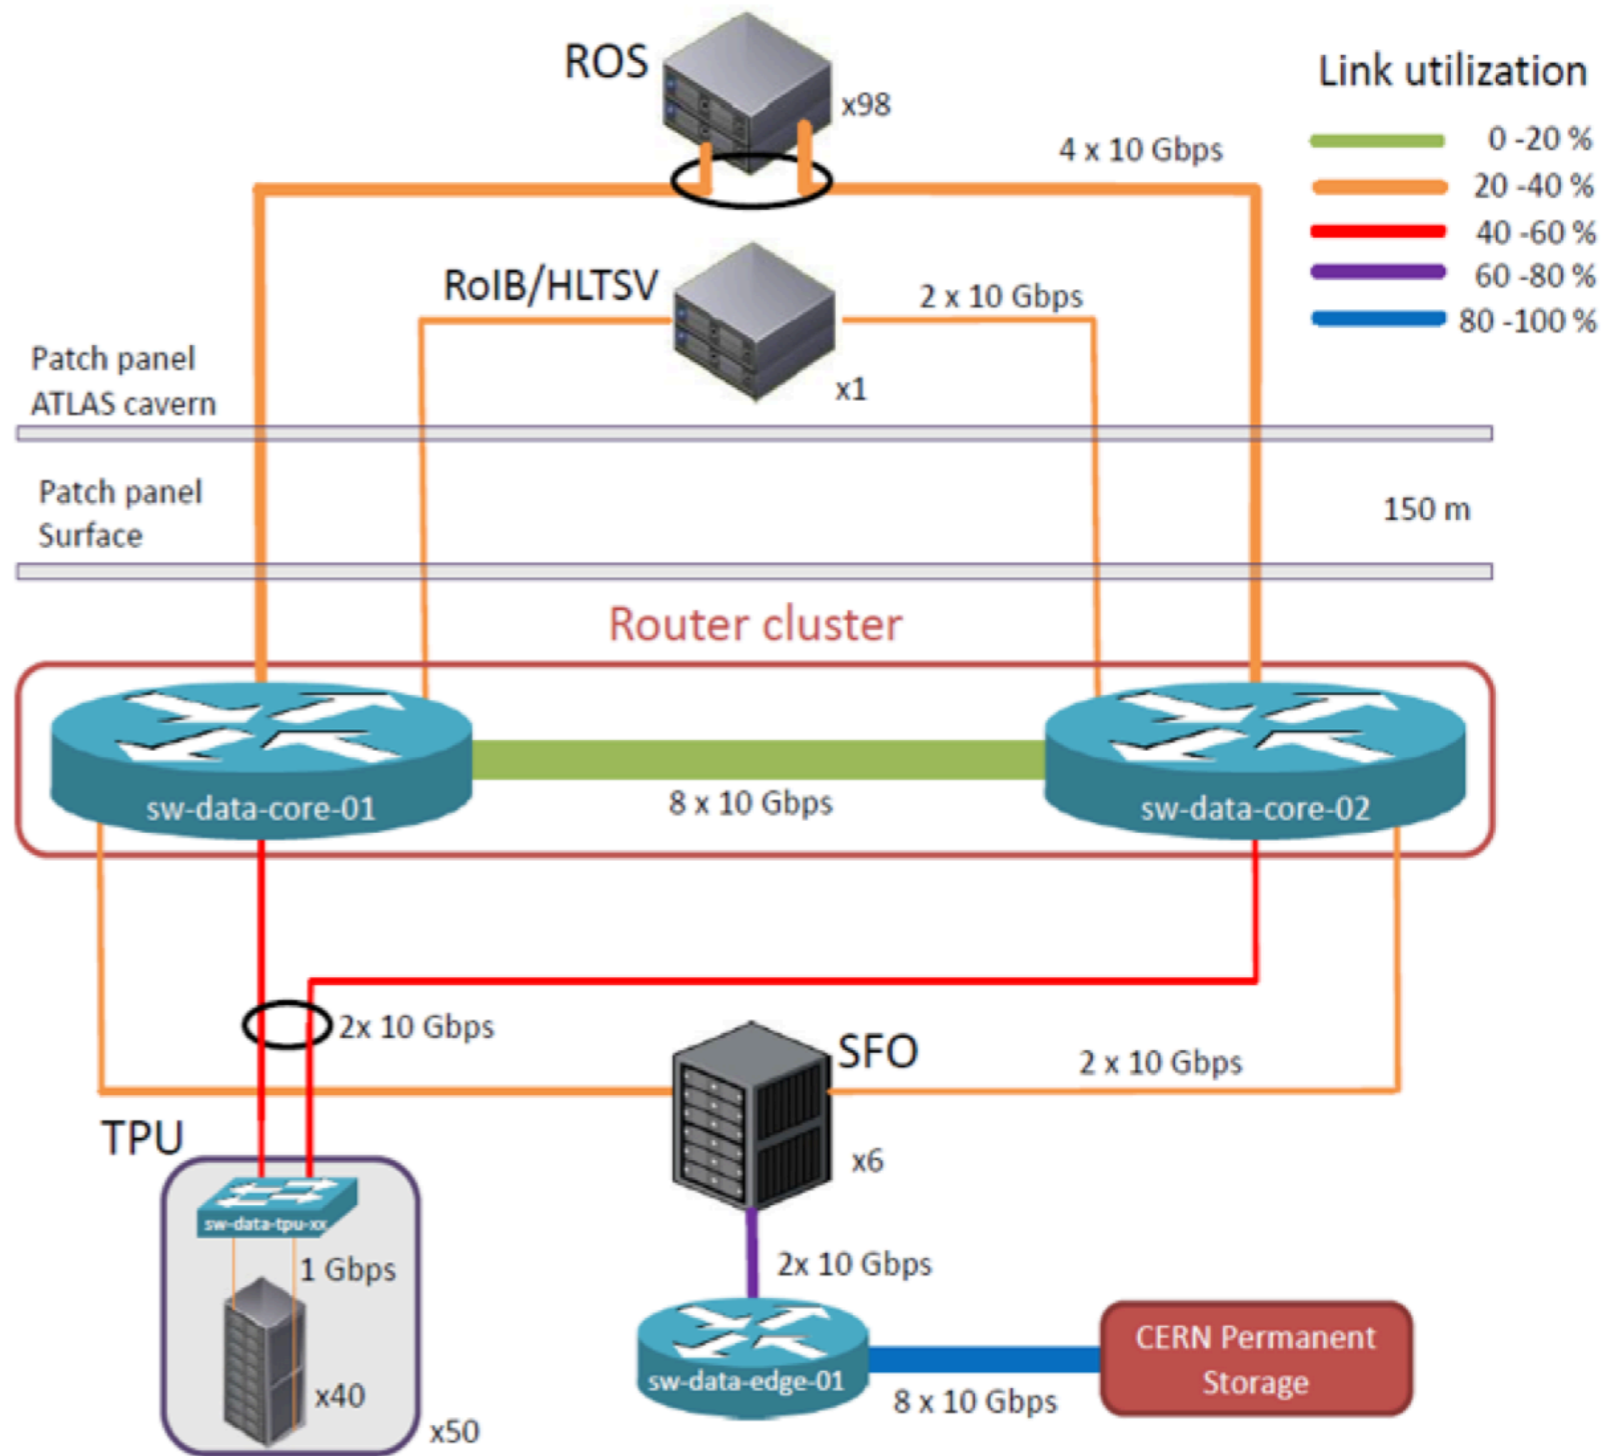 ROS
x98
Link utilization
0 -20 %
20 -40 %
40 -60 %
60 -80 %
80 -100 %
4 x 10 Gbps
RoIB/HLTSV
2 x 10 Gbps
x1
Patch panel
ATLAS cavern
Patch panel
Surface
150 m
Router cluster
sw-data-core-01
8 x 10 Gbps
sw-data-core-02
2x 10 Gbps
SFO
2 x 10 Gbps
TPU
x6
sw-data-tpu-xx
1 Gbps
2x 10 Gbps
x40
x50
sw-data-edge-01
8 x 10 Gbps
CERN Permanent
Storage